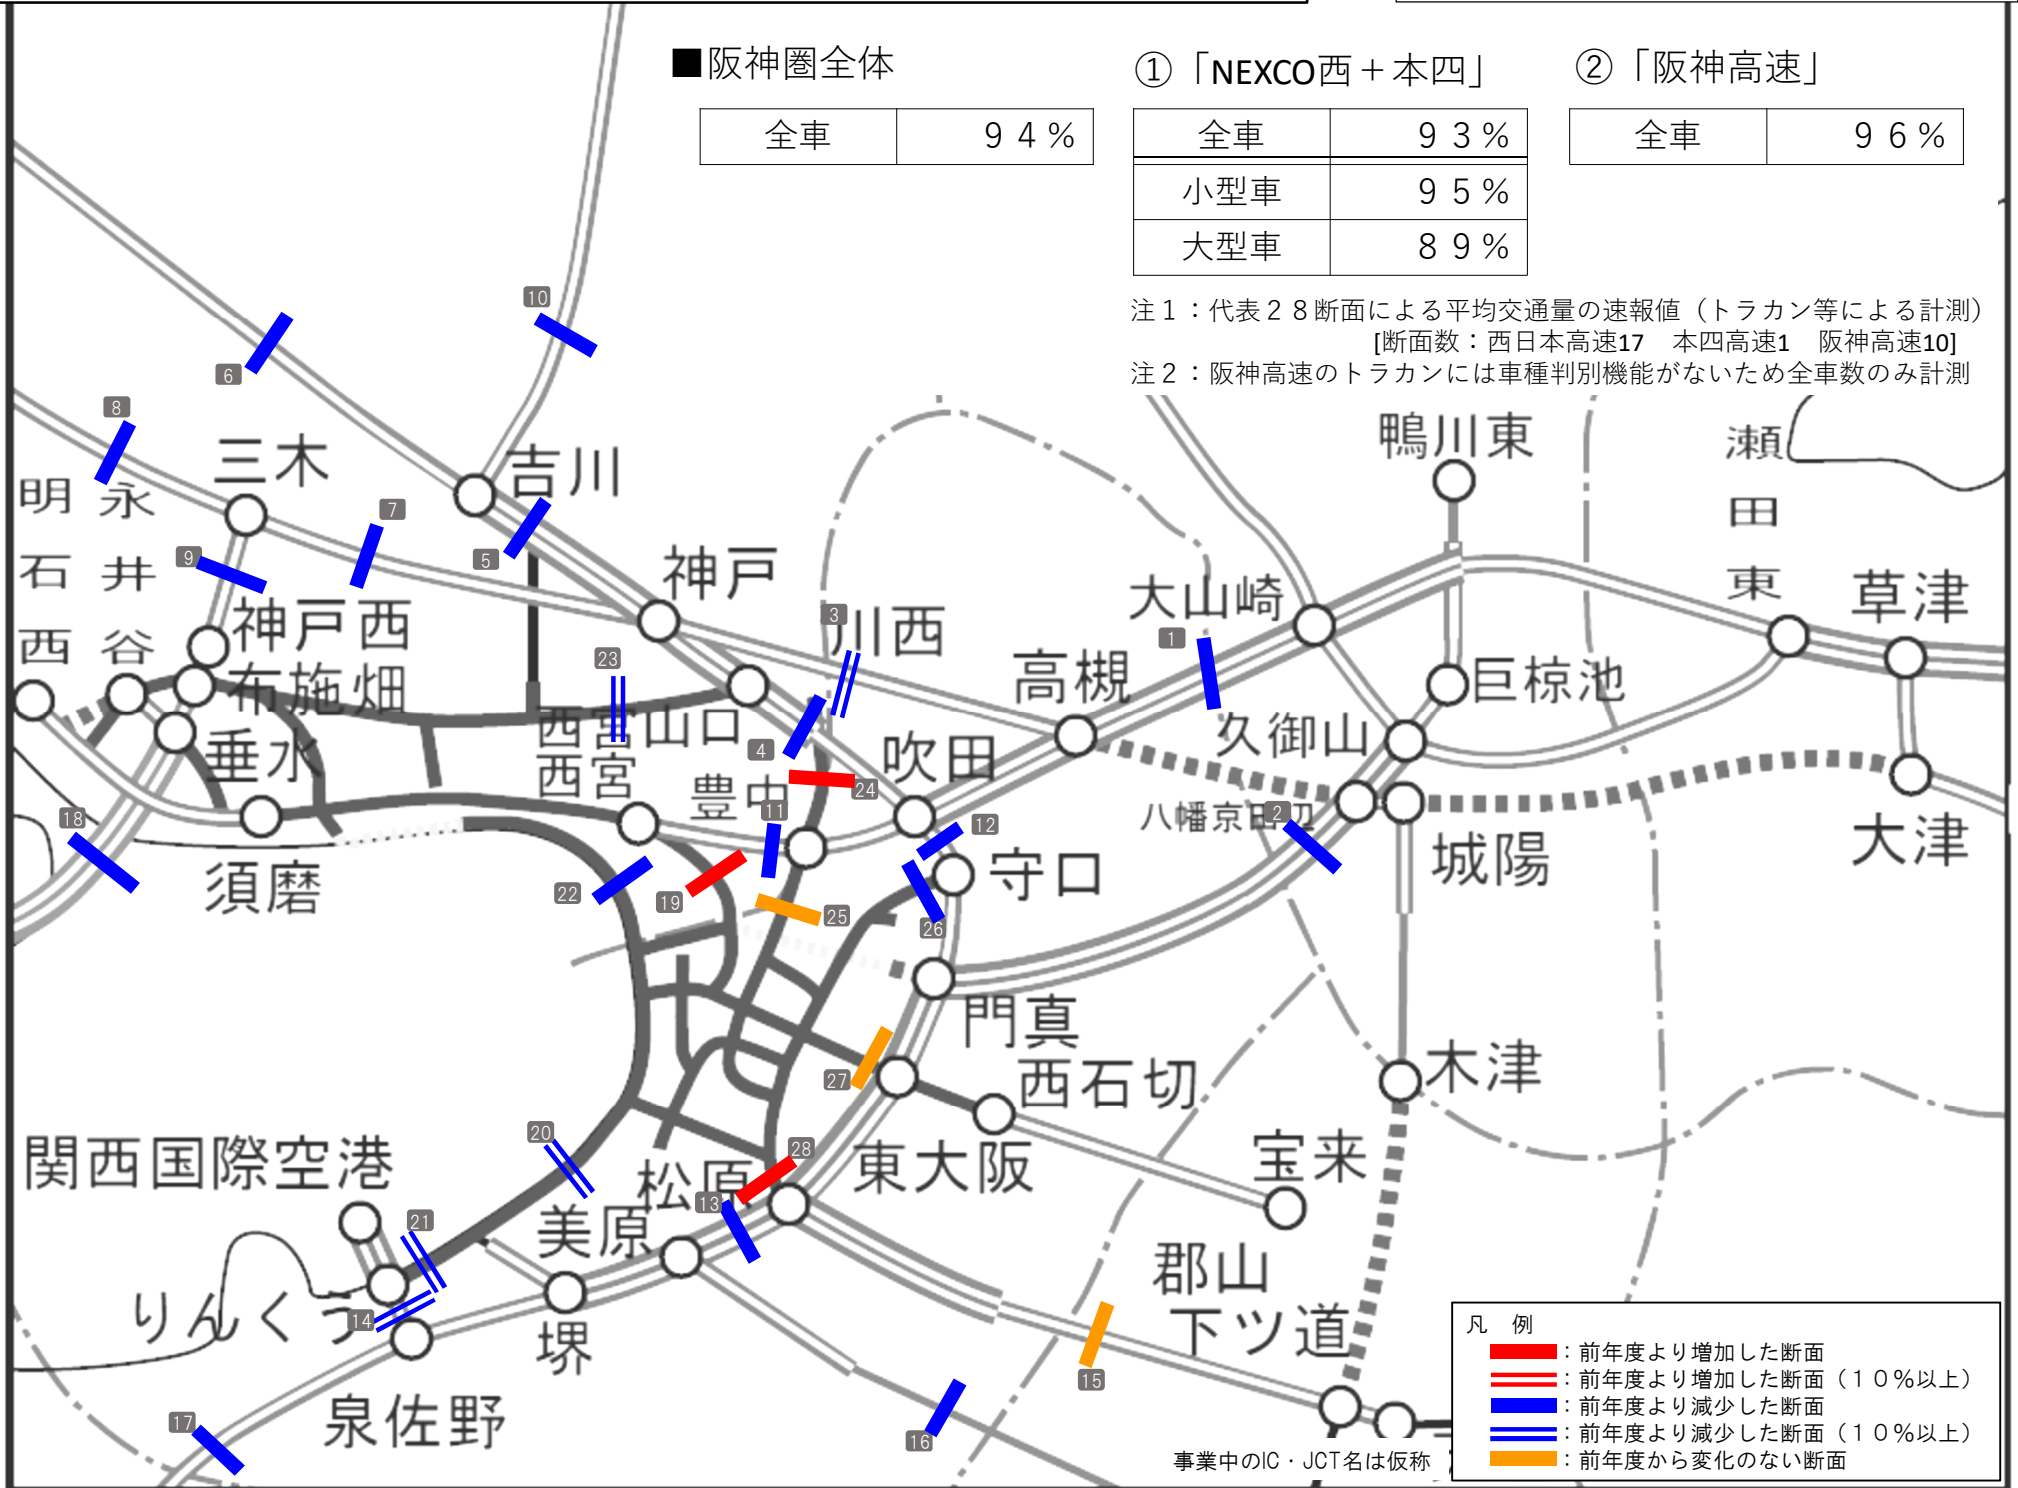 ■阪神圏全体
全車 94%
①「NEXCO西+本四」
全車 93%
小型車 95%
大型車 89%
②「阪神高速」
全車 96%
注1:代表28断面による平均交通量の速報値(トラカン等による計測)
[断面数:西日本高速17 本四高速1 阪神高速10]
注2:阪神高速のトラカンには車種判別機能がないため全車数のみ計測
10
6
8
三木
吉川
鴨川東
瀬田東
明石西
永井谷
7
9
5
神戸
大山崎
草津
神戸西
3
川西
1
布施畑
23
高槻
巨椋池
西宮山口
久御山
垂水
4
吹田
西宮
豊中
24
八幡京田辺
2
18
11
12
大津
須磨
守口
城陽
22
19
25
26
門真
27
西石切
木津
20
関西国際空港
松原
28
東大阪
宝来
13
21
美原
郡山下ツ道
りんくう
14
堺
15
泉佐野
17
16
事業中のIC・JCT名は仮称
凡 例
:前年度より増加した断面
:前年度より増加した断面(10%以上)
:前年度より減少した断面
:前年度より減少した断面(10%以上)
:前年度から変化のない断面